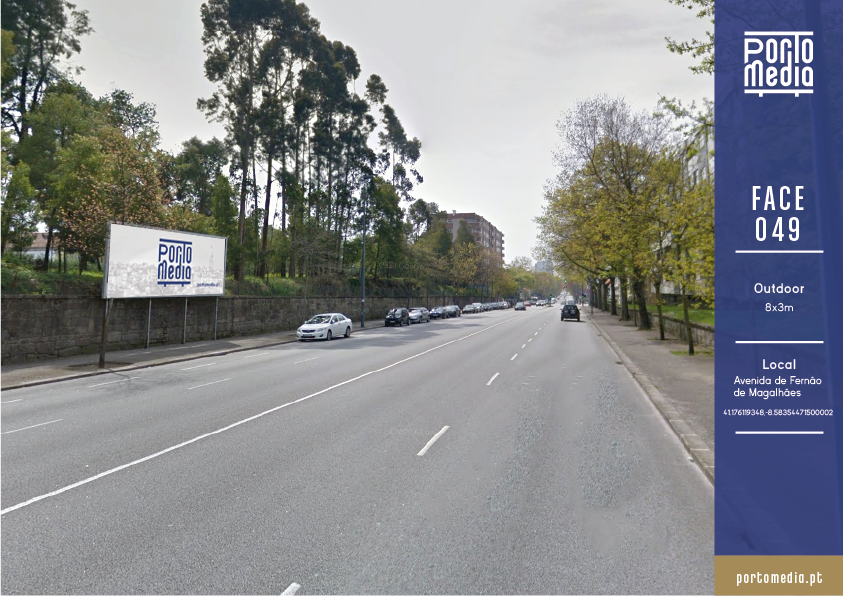 PORTO
Media
portomedia.pt
PORTO
Media
FACE
049
Outdoor
8x3m
Local
Avenida de Fernão
de Magalhães
41.176119348,-8.58354471500002
portomedia.pt